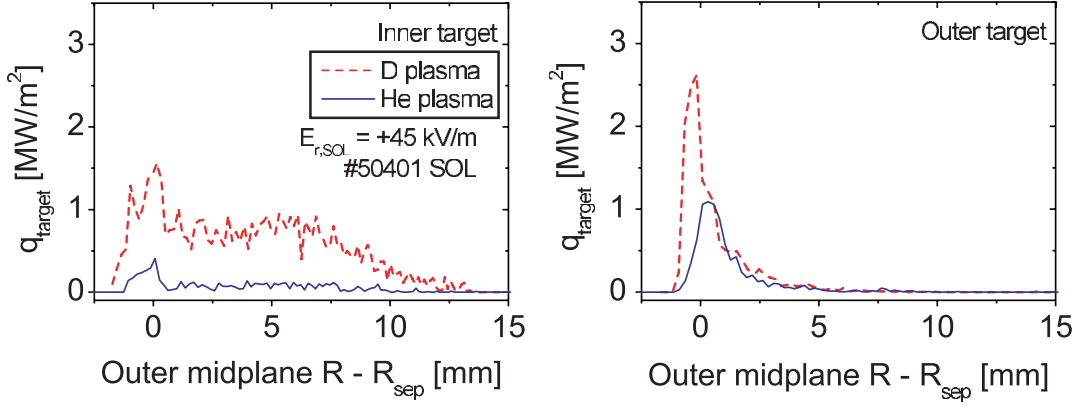 Inner target
D plasma
He plasma
E_r,SOL = +45 kV/m
#50401 SOL
q_target [MW/m²]
3
2
1
0
0
5
10
15
Outer midplane R - R_sep [mm]
Outer target
q_target [MW/m²]
3
2
1
0
0
5
10
15
Outer midplane R - R_sep [mm]